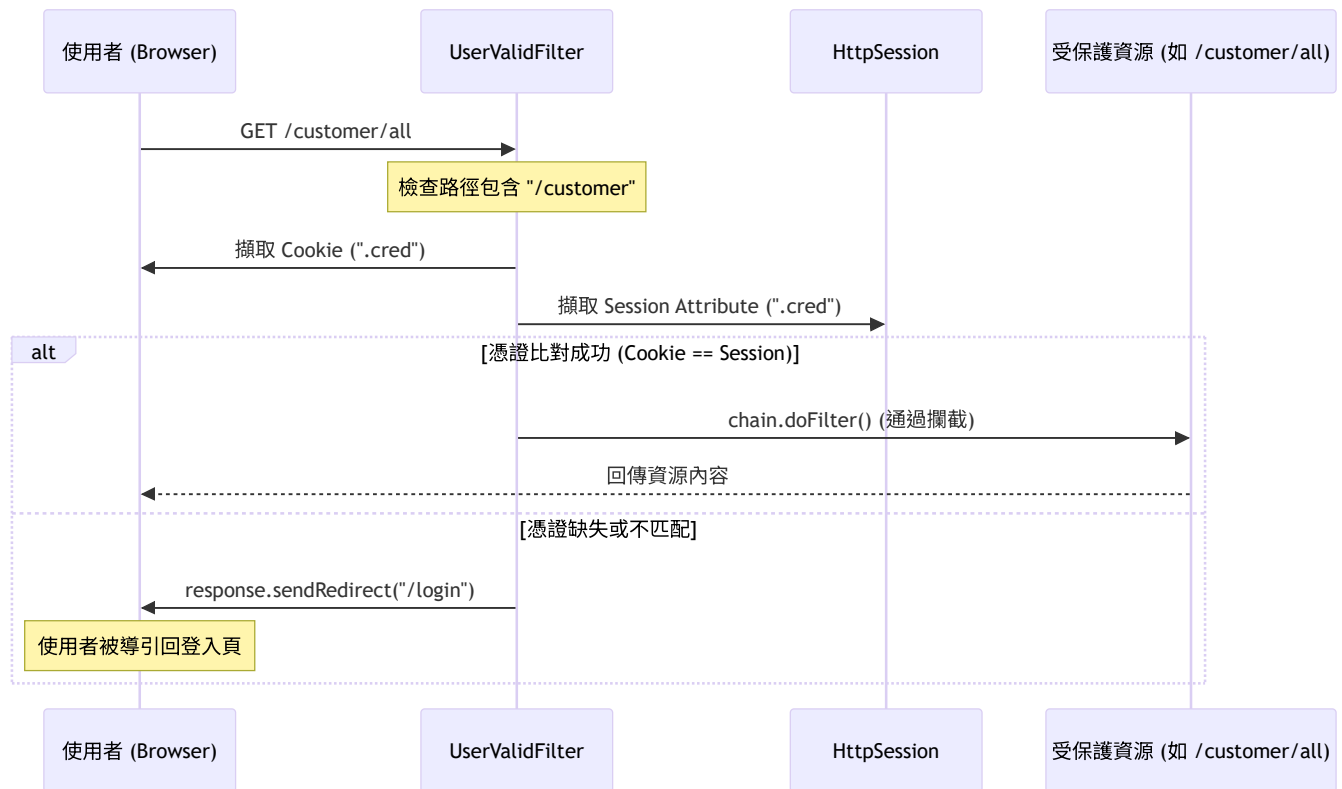 使用者 (Browser)
UserValidFilter
HttpSession
受保護資源 (如 /customer/all)
GET /customer/all
檢查路徑包含 "/customer"
擷取 Cookie (".cred")
擷取 Session Attribute (".cred")
alt
[憑證比對成功 (Cookie == Session)]
chain.doFilter() (通過攔截)
回傳資源內容
[憑證缺失或不匹配]
response.sendRedirect("/login")
使用者被導引回登入頁
使用者 (Browser)
UserValidFilter
HttpSession
受保護資源 (如 /customer/all)